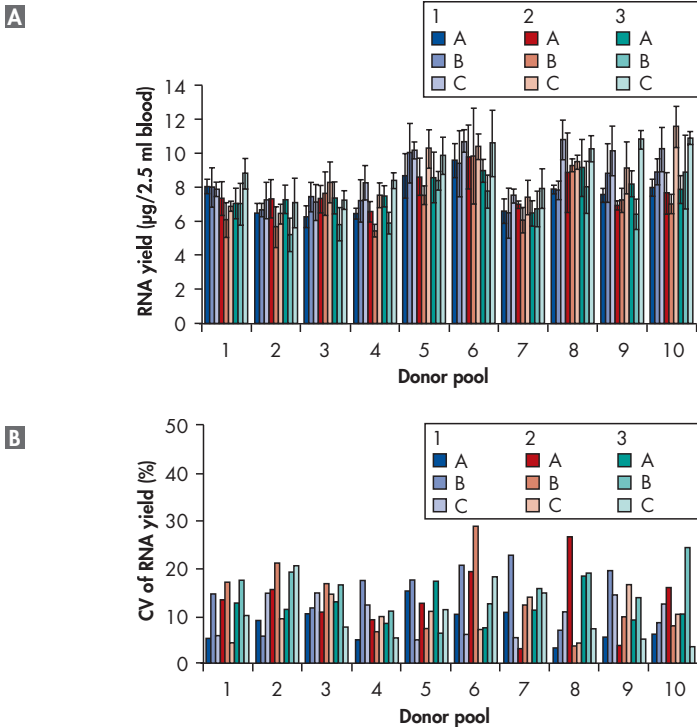 A
1 2 3
A A A
B B B
C C C
14
12
10
8
6
4
2
0
RNA yield (µg/2.5 ml blood)
1 2 3 4 5 6 7 8 9 10
Donor pool
B
1 2 3
A A A
B B B
C C C
50
40
30
20
10
0
CV of RNA yield (%)
1 2 3 4 5 6 7 8 9 10
Donor pool